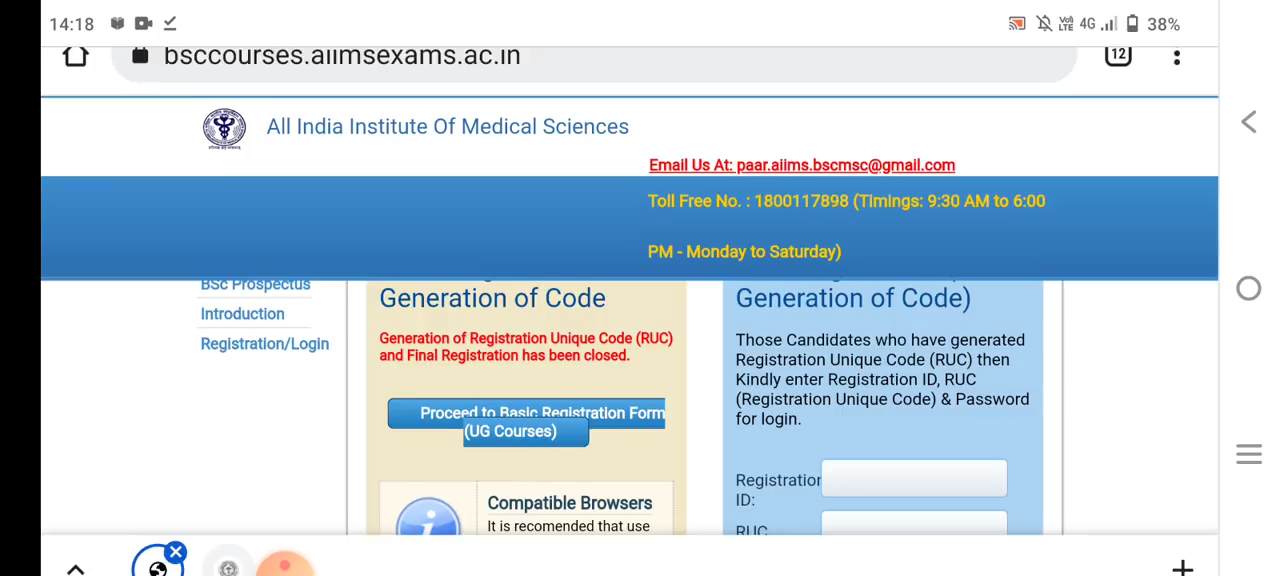 14:18
VoI) LTE 4G 38%
bsccourses.aiimsexams.ac.in
12
All India Institute Of Medical Sciences
Email Us At: paar.aiims.bscmsc@gmail.com
Toll Free No. : 1800117898 (Timings: 9:30 AM to 6:00
PM - Monday to Saturday)
BSc Prospectus
Introduction
Registration/Login
Generation of Code
Generation of Registration Unique Code (RUC)
and Final Registration has been closed.
Proceed to Basic Registration Form
(UG Courses)
Compatible Browsers
It is recomended that use
Generation of Code)
Those Candidates who have generated
Registration Unique Code (RUC) then
Kindly enter Registration ID, RUC
(Registration Unique Code) & Password
for login.
Registration
ID:
RUC